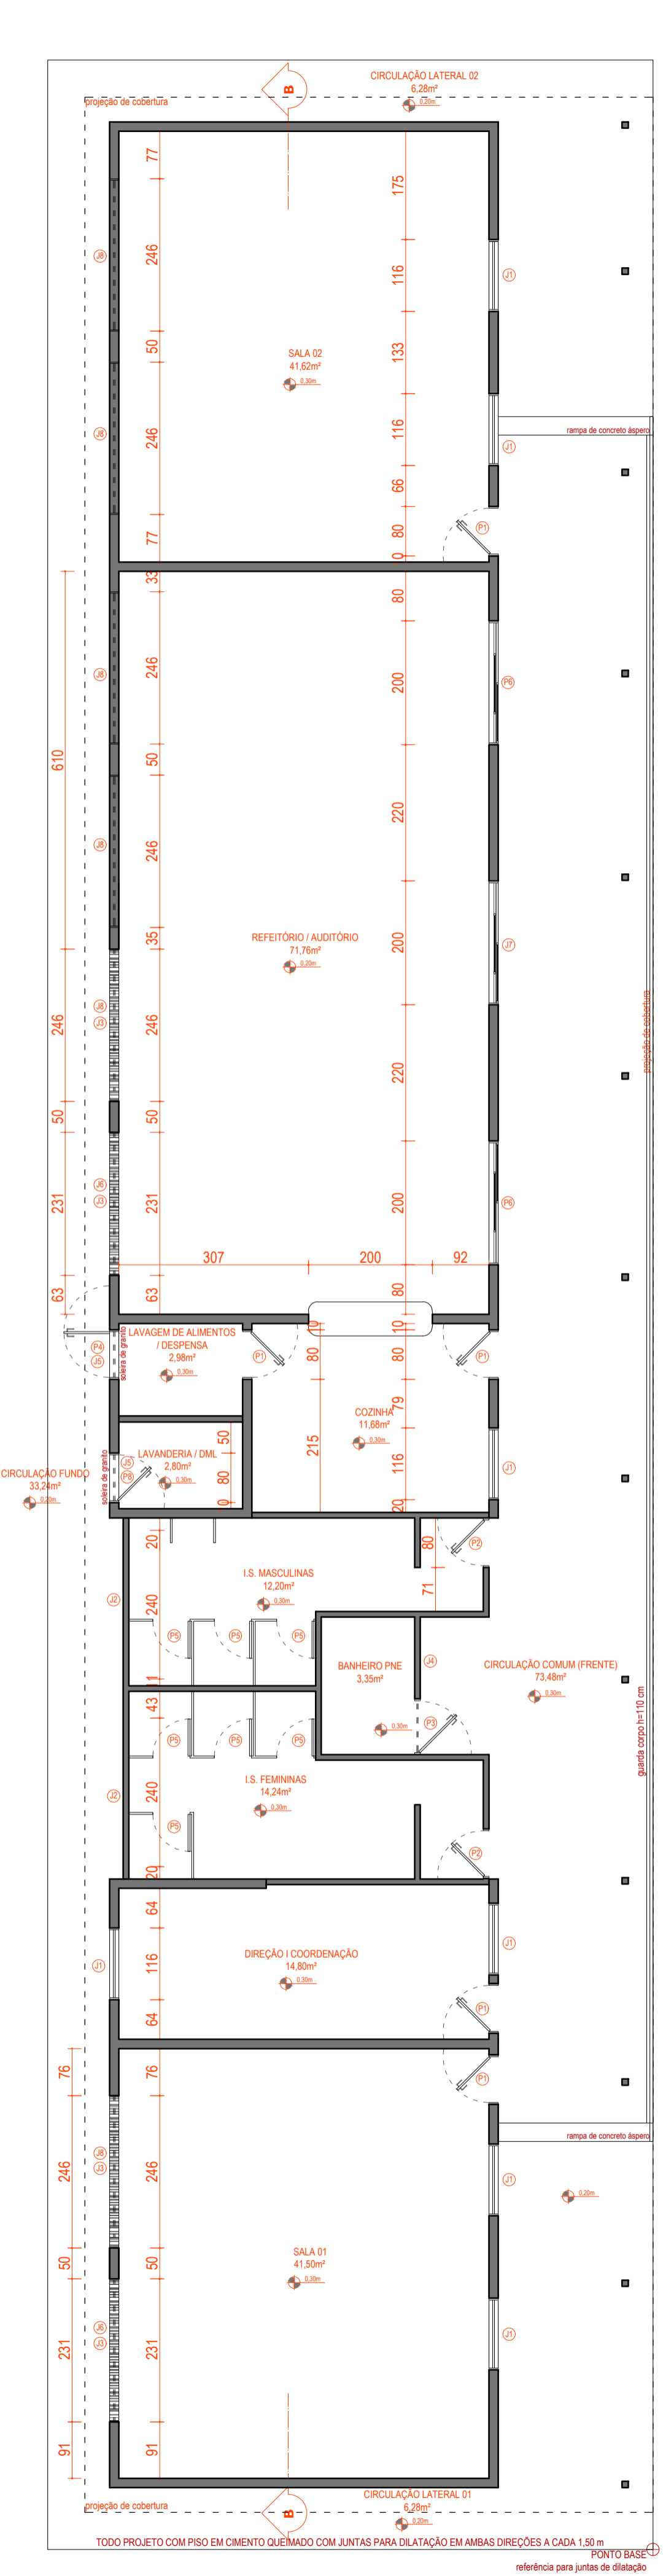 CIRCULAÇÃO LATERAL 02
6,28m²
0,20m
B
projeção de cobertura
77
175
246
J8
116
J1
50
133
SALA 02
41,62m²
0,30m
246
J8
116
J1
rampa de concreto áspero
66
77
80
P1
0
33
80
246
J8
200
P6
610
50
220
246
J8
35
REFEITÓRIO / AUDITÓRIO
71,76m²
0,20m
200
J7
246
J8
J3
246
projeção de cobertura
220
50
50
231
J6
J3
231
200
P6
307
200
92
63
63
80
LAVAGEM DE ALIMENTOS
/ DESPENSA
2,98m²
0,30m
P4
J5
soleira de granito
10
10
P1
80
80
P1
COZINHA
11,68m²
0,30m
79
215
116
J1
20
50
LAVANDERIA / DML
2,80m²
0,30m
J5
P8
80
0
soleira de granito
CIRCULAÇÃO FUNDO
33,24m²
0,20m
20
80
P2
I.S. MASCULINAS
12,20m²
0,30m
J2
240
71
P5
P5
P5
BANHEIRO PNE
3,35m²
0,30m
J4
CIRCULAÇÃO COMUM (FRENTE)
73,48m²
0,30m
11
43
P3
guarda corpo h=110 cm
P5
P5
P5
I.S. FEMININAS
14,24m²
0,30m
J2
240
P5
P2
20
64
DIREÇÃO I COORDENAÇÃO
14,80m²
0,30m
J1
116
J1
64
P1
76
76
P1
rampa de concreto áspero
J8
J3
246
246
J1
0,20m
50
50
SALA 01
41,50m²
0,30m
J6
J3
231
231
J1
91
91
CIRCULAÇÃO LATERAL 01
6,28m²
0,20m
B
projeção de cobertura
TODO PROJETO COM PISO EM CIMENTO QUEIMADO COM JUNTAS PARA DILATAÇÃO EM AMBAS DIREÇÕES A CADA 1,50 m
PONTO BASE
referência para juntas de dilatação